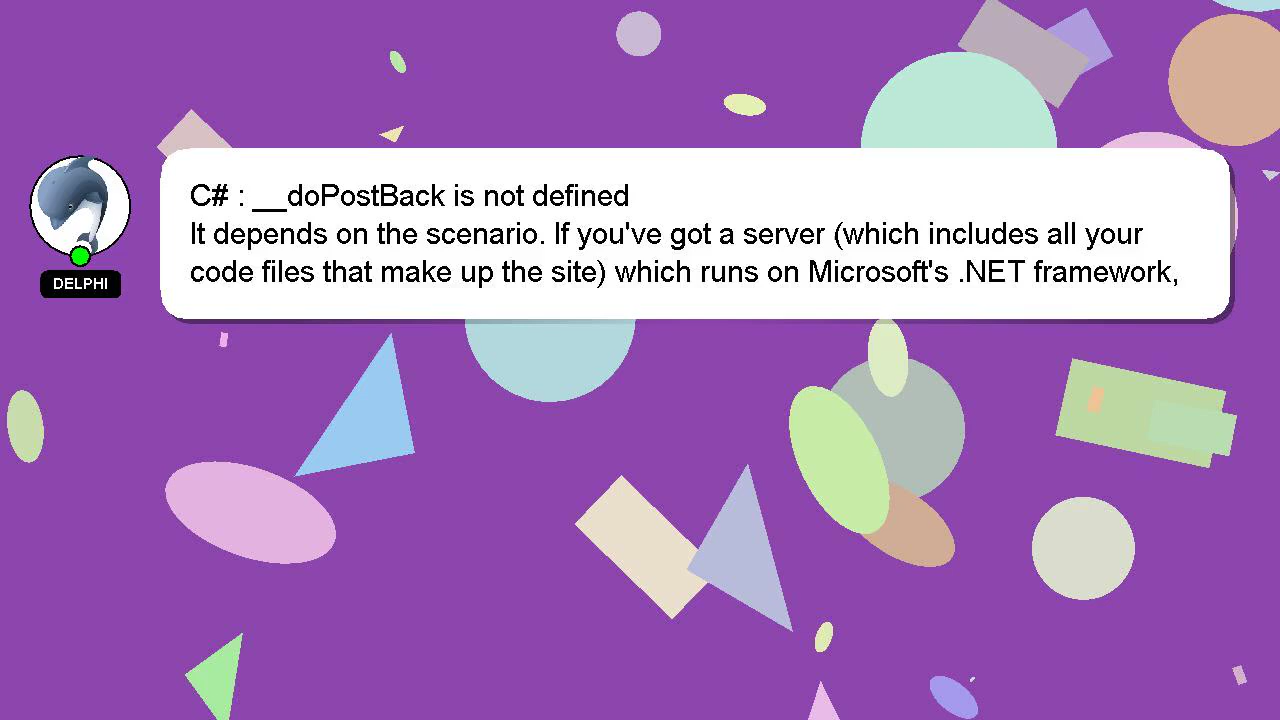 C# : __doPostBack is not defined
It depends on the scenario. If you've got a server (which includes all your
code files that make up the site) which runs on Microsoft's .NET framework,
DELPHI